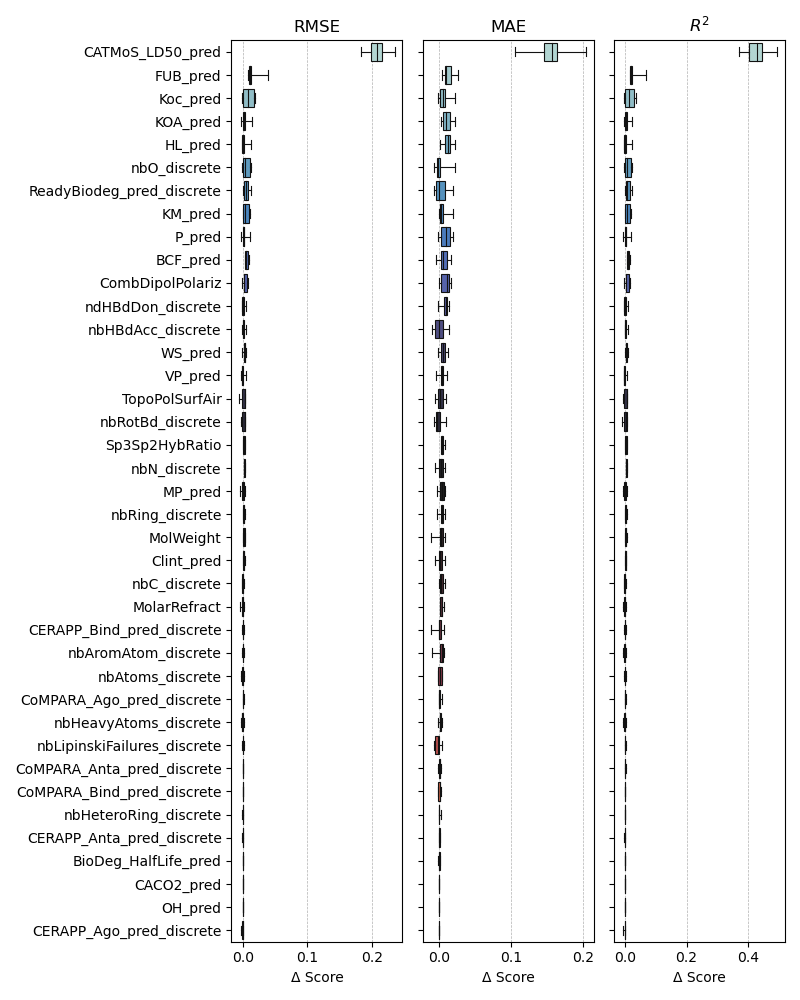 RMSE MAE R²
CATMoS_LD50_pred
FUB_pred
Koc_pred
KOA_pred
HL_pred
nbO_discrete
ReadyBiodeg_pred_discrete
KM_pred
P_pred
BCF_pred
CombDipolPolariz
ndHBdDon_discrete
nbHBdAcc_discrete
WS_pred
VP_pred
TopoPolSurfAir
nbRotBd_discrete
Sp3Sp2HybRatio
nbN_discrete
MP_pred
nbRing_discrete
MolWeight
Clint_pred
nbC_discrete
MolarRefract
CERAPP_Bind_pred_discrete
nbAromAtom_discrete
nbAtoms_discrete
CoMPARA_Ago_pred_discrete
nbHeavyAtoms_discrete
nbLipinskiFailures_discrete
CoMPARA_Anta_pred_discrete
CoMPARA_Bind_pred_discrete
nbHeteroRing_discrete
CERAPP_Anta_pred_discrete
BioDeg_HalfLife_pred
CACO2_pred
OH_pred
CERAPP_Ago_pred_discrete
0.0 0.1 0.2 0.0 0.1 0.2 0.0 0.2 0.4
Δ Score Δ Score Δ Score